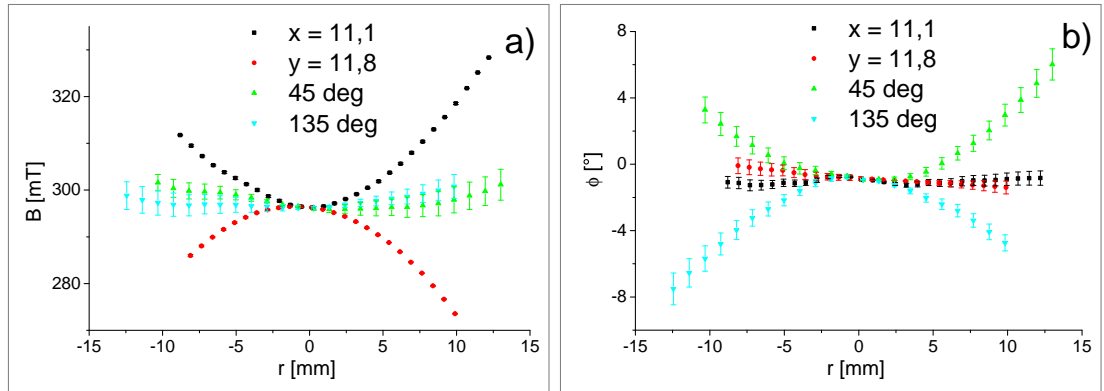 a)
x = 11,1
y = 11,8
45 deg
135 deg
320
300
280
B [mT]
-15 -10 -5 0 5 10 15
r [mm]
b)
x = 11,1
y = 11,8
45 deg
135 deg
8
4
0
-4
-8
ϕ [°]
-15 -10 -5 0 5 10 15
r [mm]